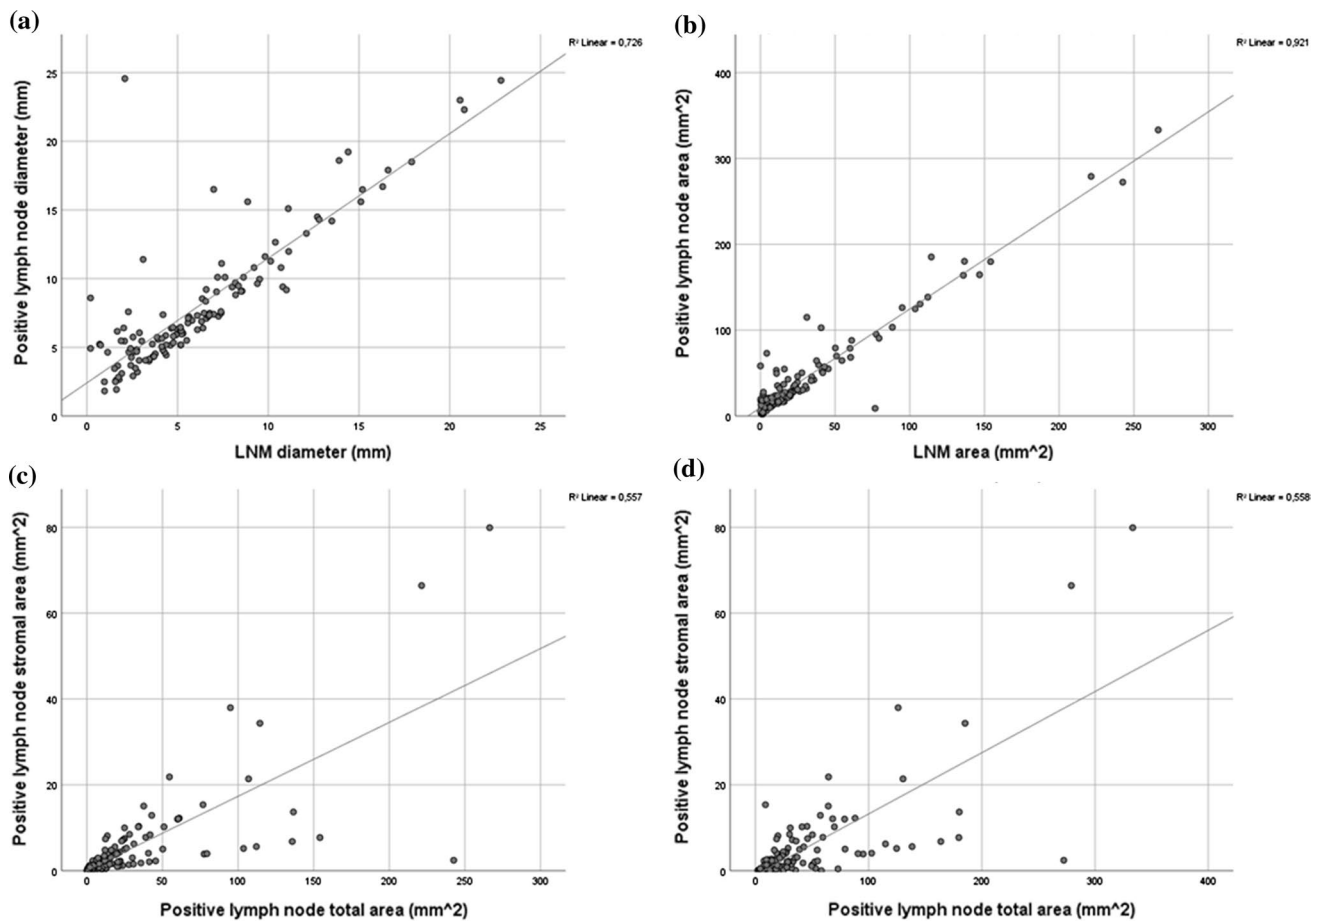 (a)
R² Linear = 0,726
Positive lymph node diameter (mm)
25
20
15
10
5
0
0 5 10 15 20 25
LNM diameter (mm)
(b)
R² Linear = 0,921
Positive lymph node area (mm^2)
400
300
200
100
0
0 50 100 150 200 250 300
LNM area (mm^2)
(c)
R² Linear = 0,557
Positive lymph node stromal area (mm^2)
80
60
40
20
0
0 50 100 150 200 250 300
Positive lymph node total area (mm^2)
(d)
R² Linear = 0,558
Positive lymph node stromal area (mm^2)
80
60
40
20
0
0 100 200 300 400
Positive lymph node total area (mm^2)